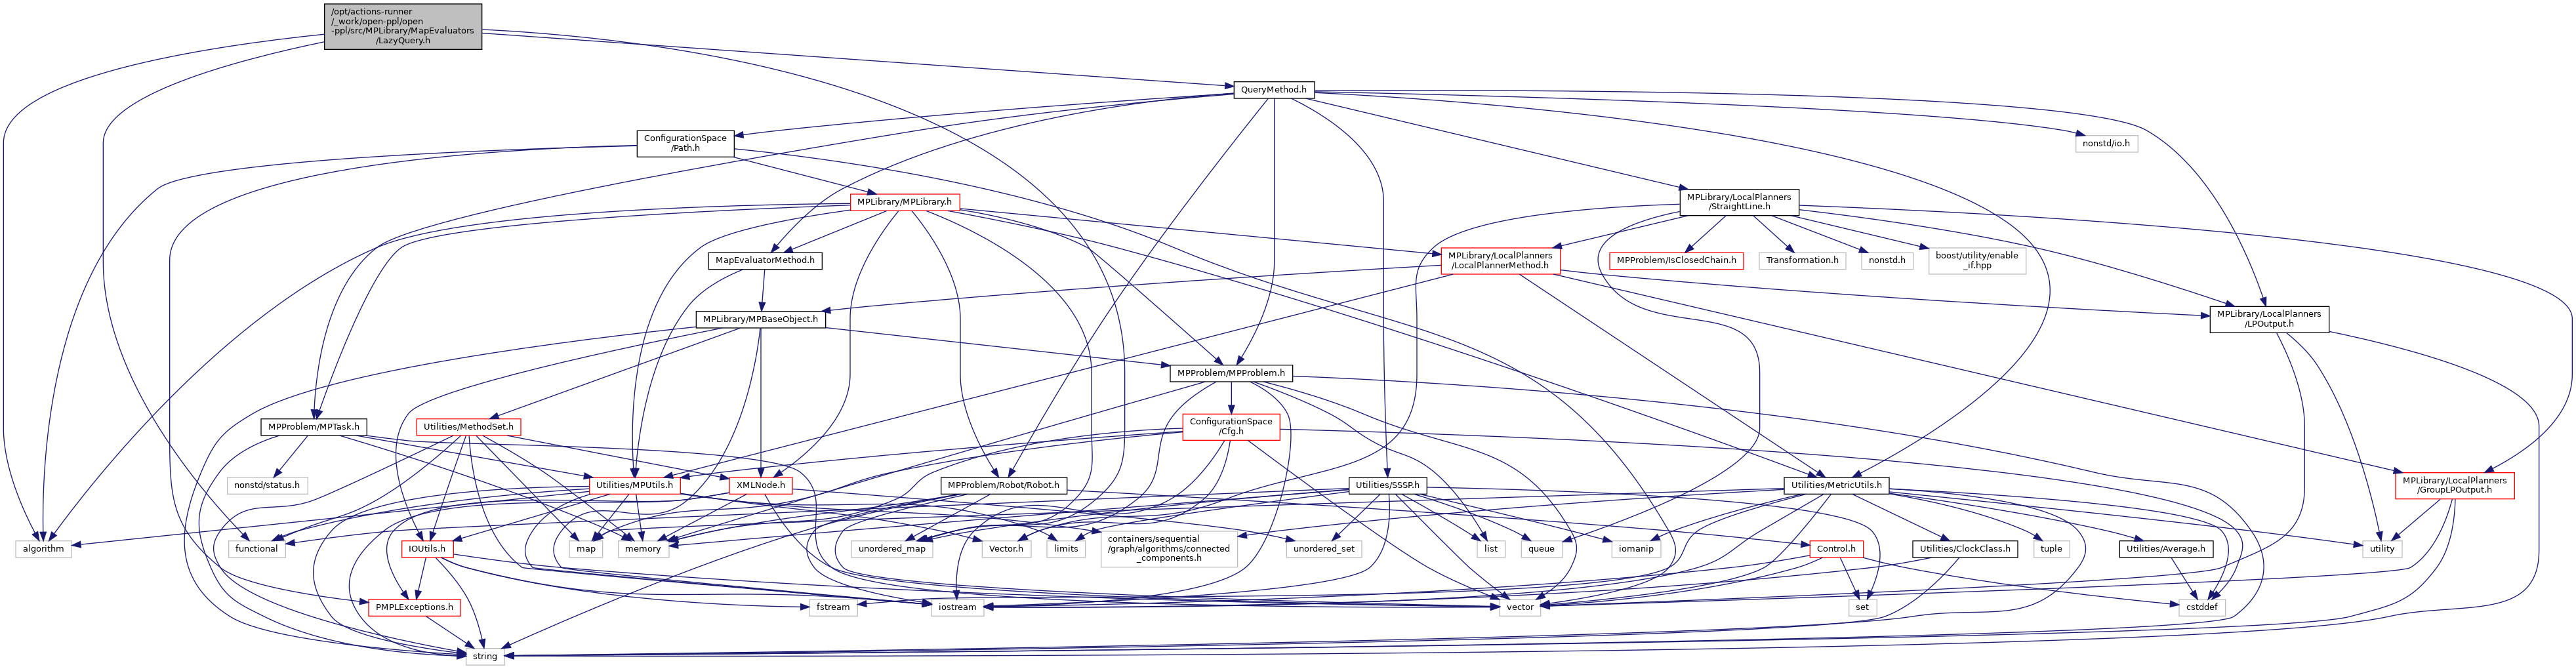 /opt/actions-runner
/_work/open-ppl/open
-ppl/src/MPLibrary/MapEvaluators
/LazyQuery.h
QueryMethod.h
ConfigurationSpace
/Path.h
nonstd/io.h
MPLibrary/MPLibrary.h
MPLibrary/LocalPlanners
/StraightLine.h
MapEvaluatorMethod.h
MPLibrary/LocalPlanners
/LocalPlannerMethod.h
MPProblem/IsClosedChain.h
Transformation.h
nonstd.h
boost/utility/enable
_if.hpp
MPLibrary/MPBaseObject.h
MPLibrary/LocalPlanners
/LPOutput.h
MPProblem/MPProblem.h
MPProblem/MPTask.h
Utilities/MethodSet.h
ConfigurationSpace
/Cfg.h
nonstd/status.h
Utilities/MPUtils.h
XMLNode.h
MPProblem/Robot/Robot.h
Utilities/SSSP.h
Utilities/MetricUtils.h
MPLibrary/LocalPlanners
/GroupLPOutput.h
algorithm
functional
IOUtils.h
map
memory
unordered_map
Vector.h
limits
containers/sequential
/graph/algorithms/connected
_components.h
unordered_set
list
queue
iomanip
Control.h
Utilities/ClockClass.h
tuple
Utilities/Average.h
utility
PMPLExceptions.h
fstream
iostream
vector
set
cstddef
string